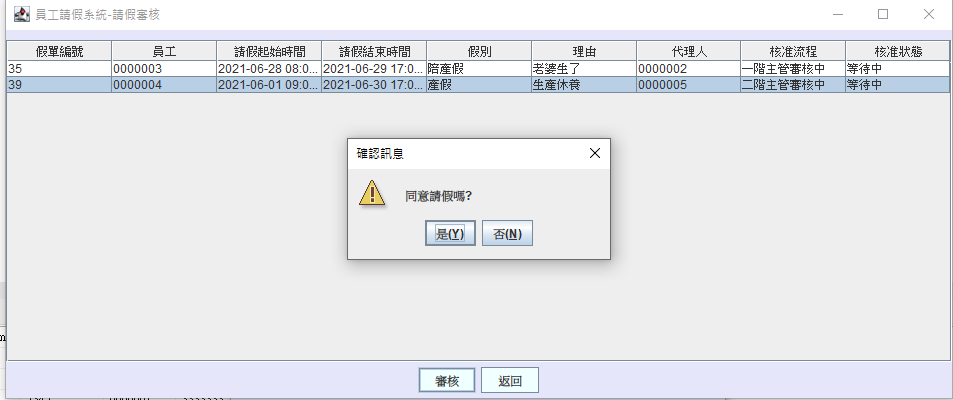 員工請假系統-請假審核
假單編號 員工 請假起始時間 請假結束時間 假別 理由 代理人 核准流程 核准狀態
35 0000003 2021-06-28 08:0... 2021-06-29 17:0... 陪產假 老婆生了 0000002 一階主管審核中 等待中
39 0000004 2021-06-01 09:0... 2021-06-30 17:0... 產假 生產休養 0000005 二階主管審核中 等待中
確認訊息
同意請假嗎?
是(Y) 否(N)
審核 返回